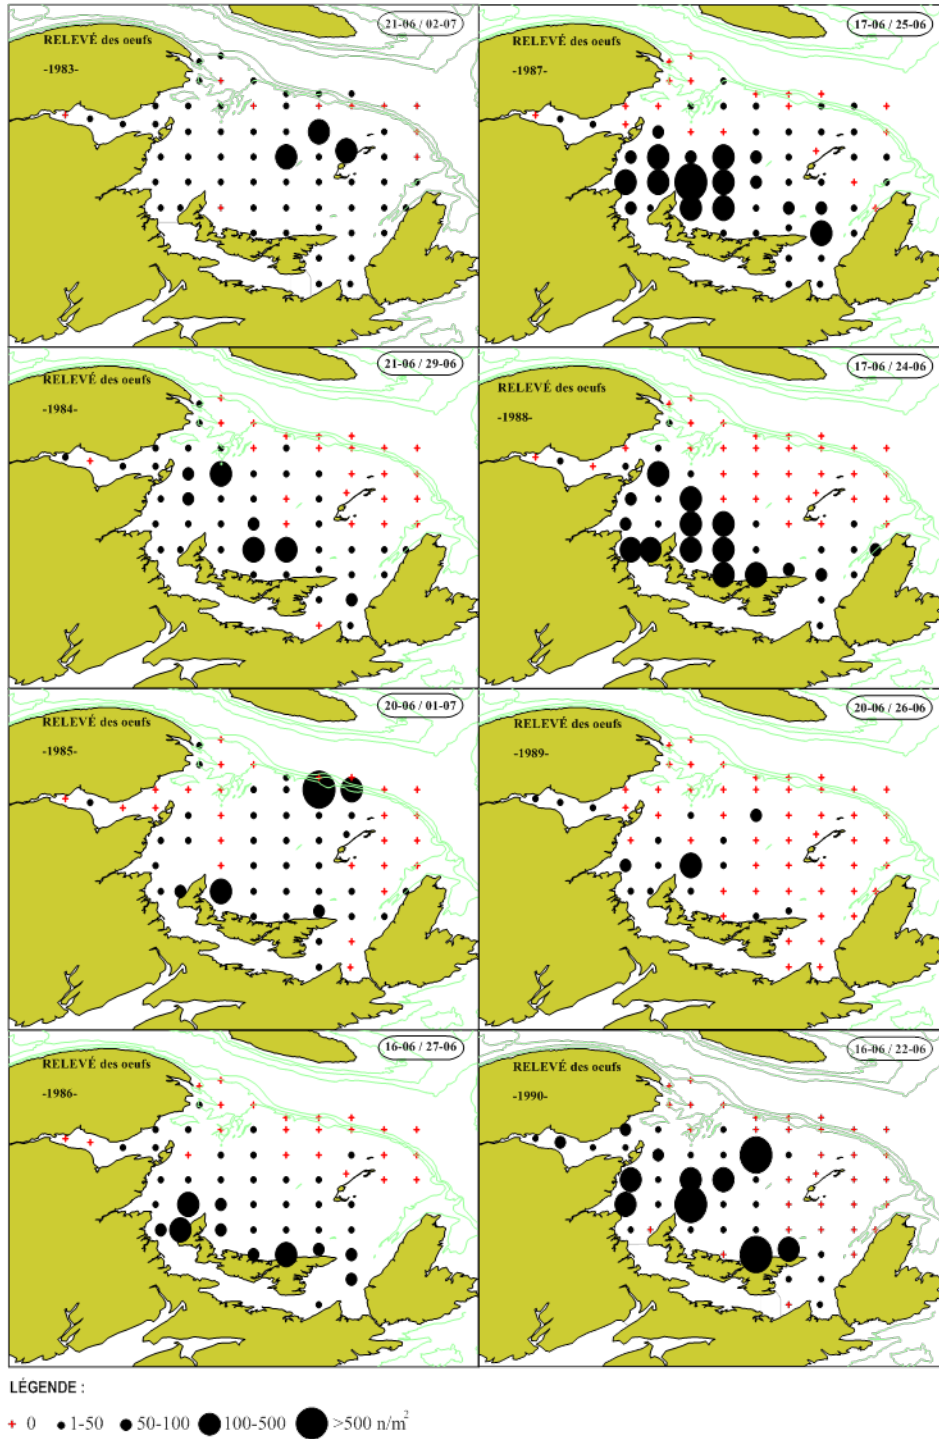 21-06 / 02-07
RELEVÉ des oeufs
-1983-
17-06 / 25-06
RELEVÉ des oeufs
-1987-
21-06 / 29-06
RELEVÉ des oeufs
-1984-
17-06 / 24-06
RELEVÉ des oeufs
-1988-
20-06 / 01-07
RELEVÉ des oeufs
-1985-
20-06 / 26-06
RELEVÉ des oeufs
-1989-
16-06 / 27-06
RELEVÉ des oeufs
-1986-
16-06 / 22-06
RELEVÉ des oeufs
-1990-
LÉGENDE :
0 1-50 50-100 100-500 >500 n/m²